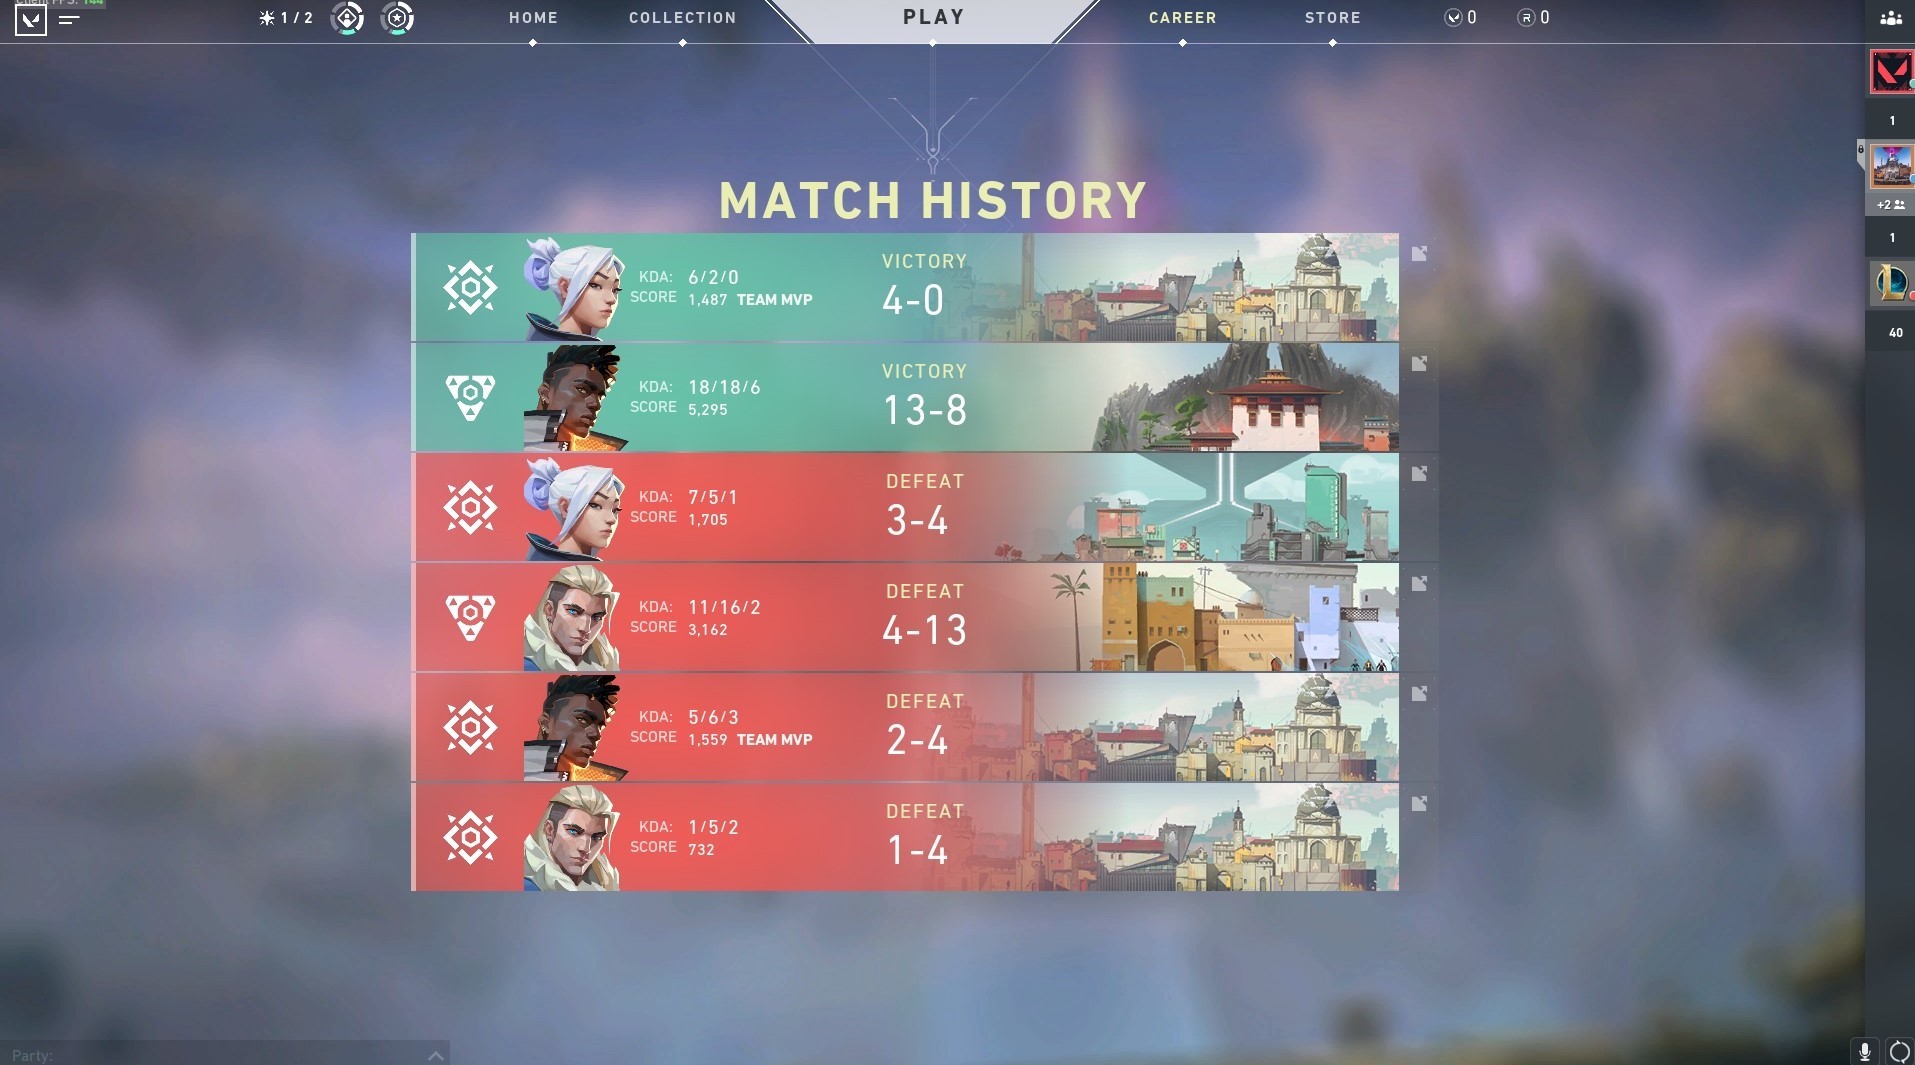 Client FPS: 144
1 / 2
HOME
COLLECTION
PLAY
CAREER
STORE
0
0
MATCH HISTORY
KDA: 6/2/0
SCORE 1,487 TEAM MVP
VICTORY
4-0
KDA: 18/18/6
SCORE 5,295
VICTORY
13-8
KDA: 7/5/1
SCORE 1,705
DEFEAT
3-4
KDA: 11/16/2
SCORE 3,162
DEFEAT
4-13
KDA: 5/6/3
SCORE 1,559 TEAM MVP
DEFEAT
2-4
KDA: 1/5/2
SCORE 732
DEFEAT
1-4
1
+2
1
40
Party: